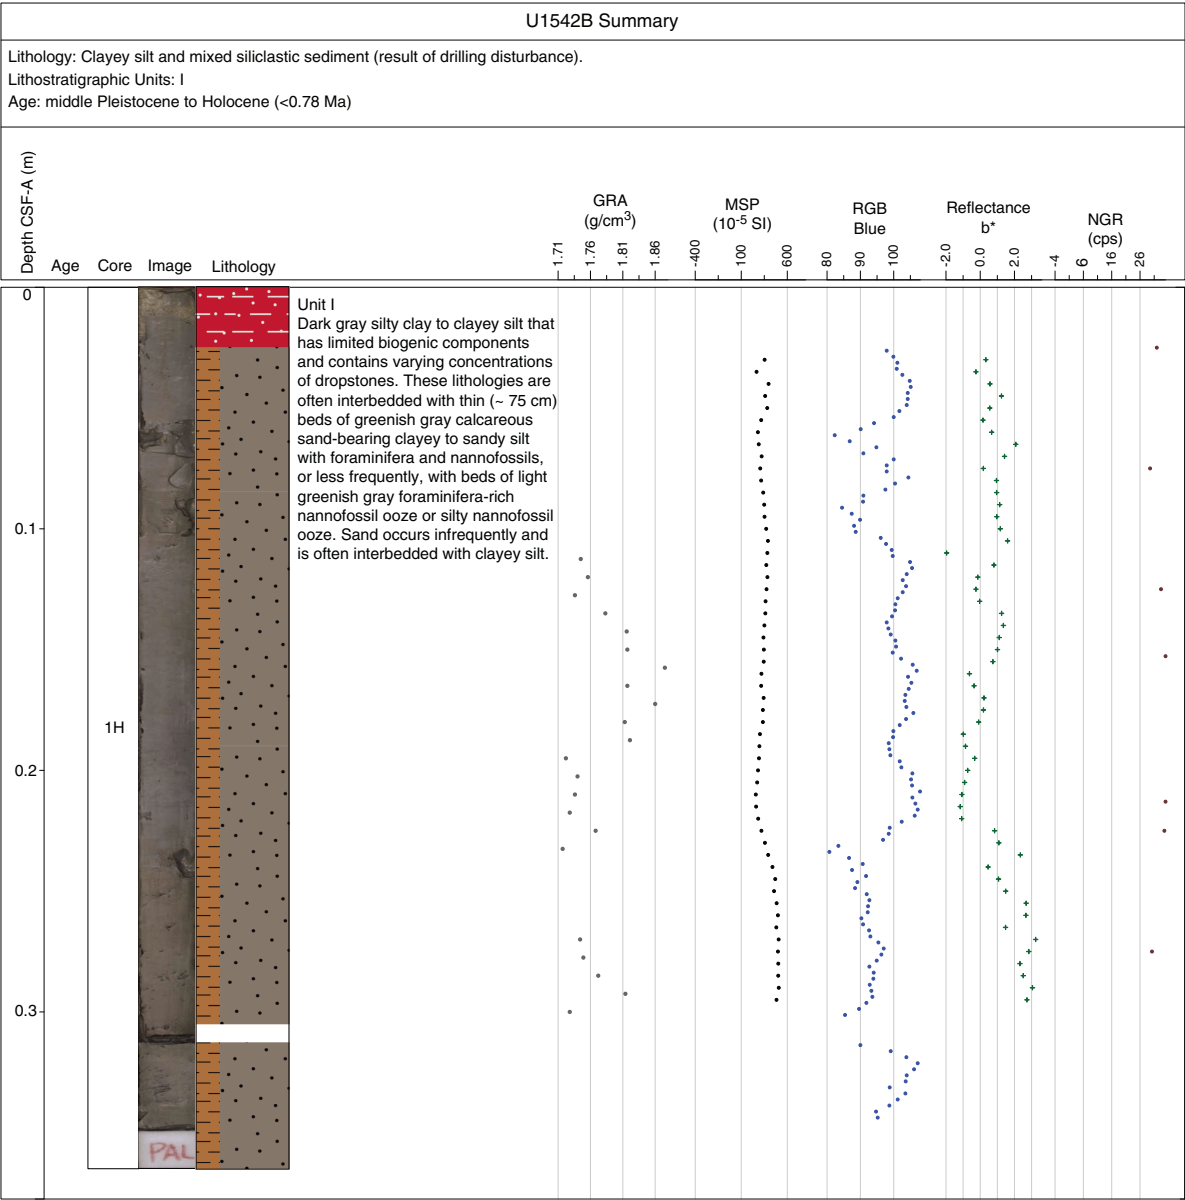 U1542B Summary
Lithology: Clayey silt and mixed siliclastic sediment (result of drilling disturbance).
Lithostratigraphic Units: I
Age: middle Pleistocene to Holocene (<0.78 Ma)
Depth CSF-A (m)
Age
Core
Image
Lithology
GRA
(g/cm³)
1.71
1.76
1.81
1.86
MSP
(10⁻⁵ SI)
-400
100
600
RGB
Blue
80
90
100
Reflectance
b*
-2.0
0.0
2.0
NGR
(cps)
-4
6
16
26
0
0.1
0.2
0.3
1H
Unit I
Dark gray silty clay to clayey silt that
has limited biogenic components
and contains varying concentrations
of dropstones. These lithologies are
often interbedded with thin (~ 75 cm)
beds of greenish gray calcareous
sand-bearing clayey to sandy silt
with foraminifera and nannofossils,
or less frequently, with beds of light
greenish gray foraminifera-rich
nannofossil ooze or silty nannofossil
ooze. Sand occurs infrequently and
is often interbedded with clayey silt.
PAL